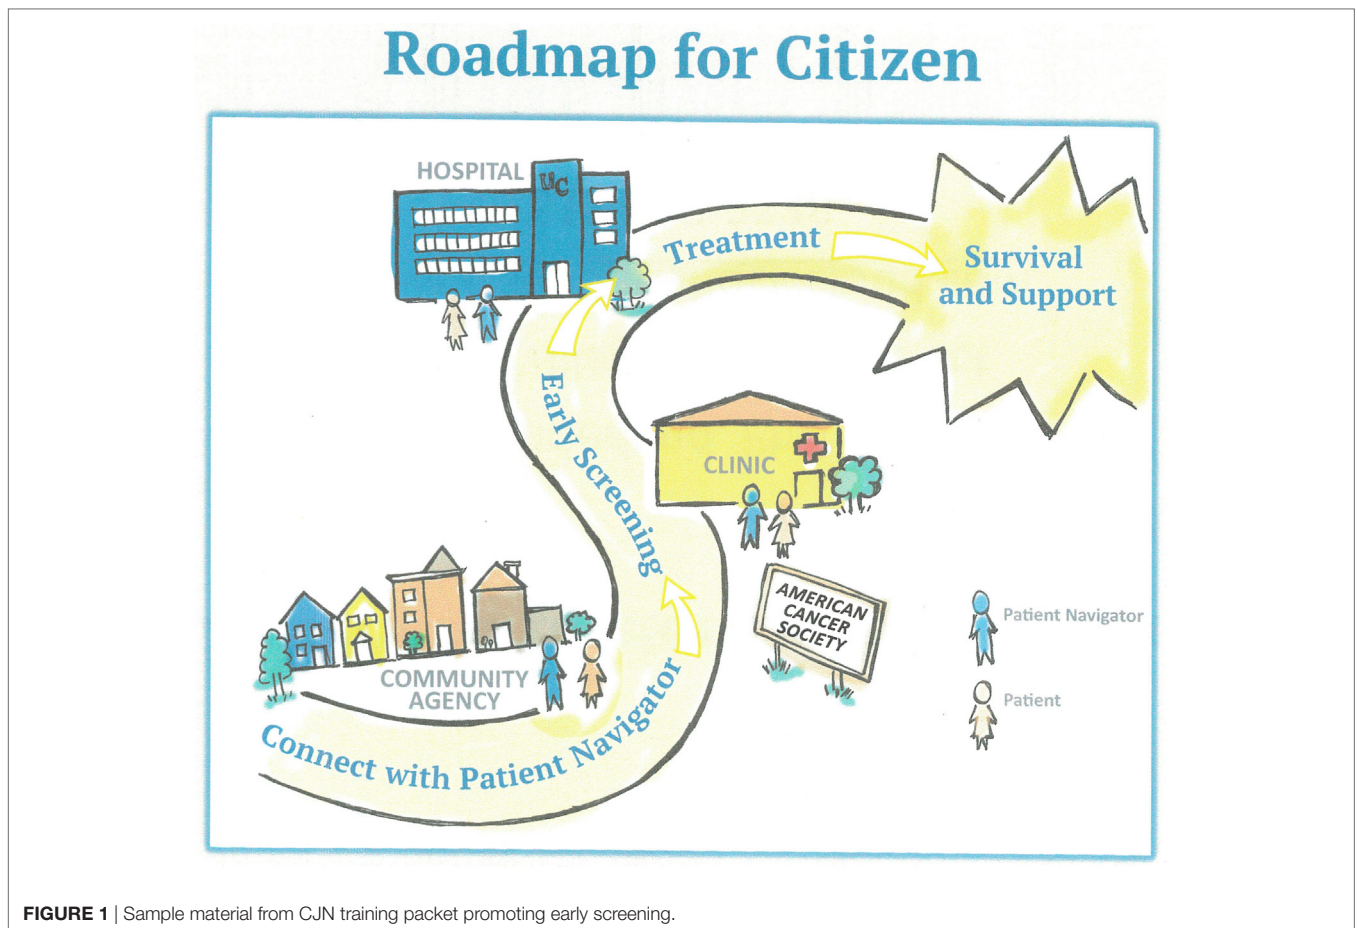 Roadmap for Citizen
HOSPITAL
UC
Treatment
Survival
and Support
Early Screening
CLINIC
AMERICAN
CANCER
SOCIETY
Patient Navigator
Patient
COMMUNITY
AGENCY
Connect with Patient Navigator
FIGURE 1 | Sample material from CJN training packet promoting early screening.